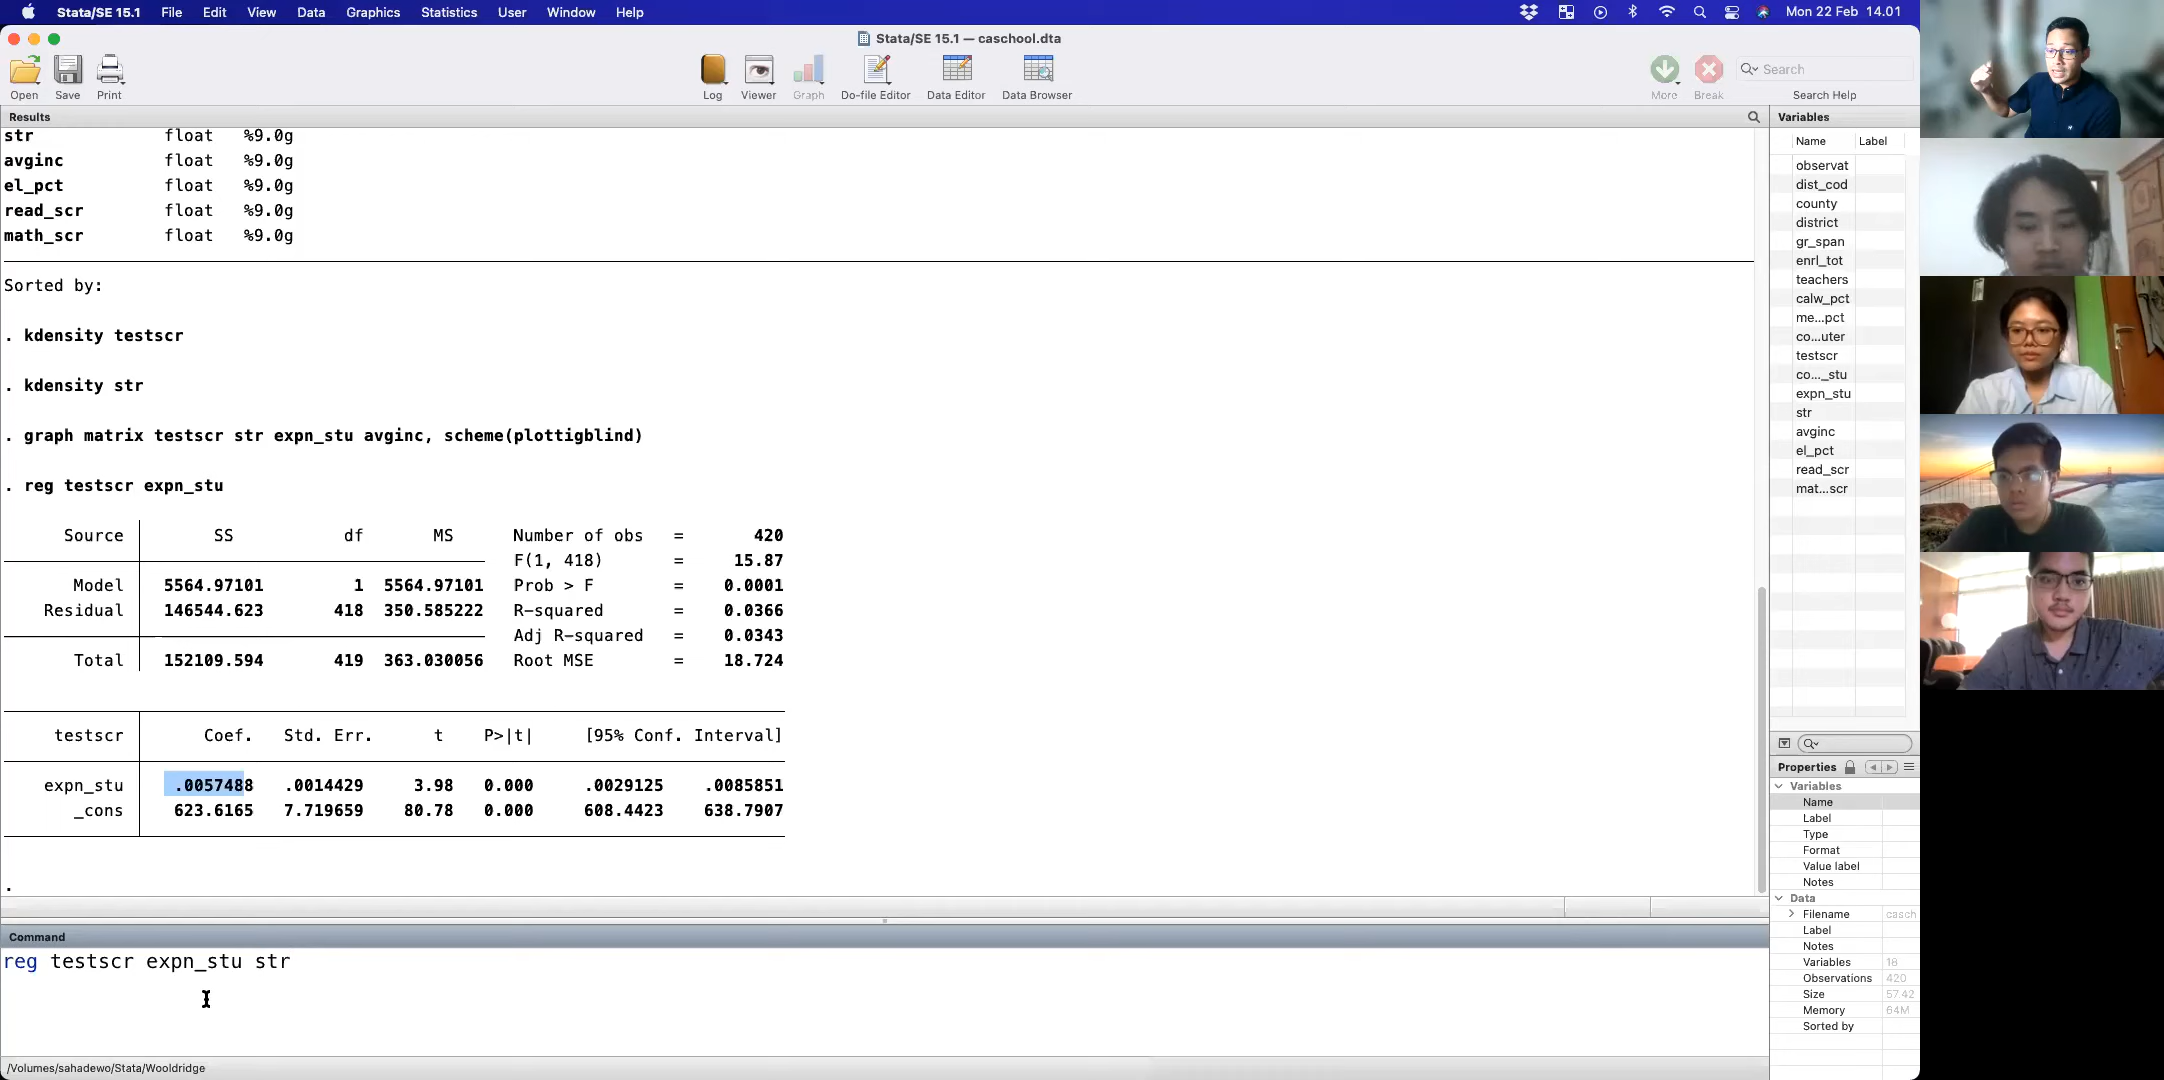 Stata/SE 15.1 File Edit View Data Graphics Statistics User Window Help Mon 22 Feb 14.01
Stata/SE 15.1 — caschool.dta
Open Save Print Log Viewer Graph Do-file Editor Data Editor Data Browser More Break Search
Search Help
Results
str float %9.0g
avginc float %9.0g
el_pct float %9.0g
read_scr float %9.0g
math_scr float %9.0g
Sorted by:
. kdensity testscr
. kdensity str
. graph matrix testscr str expn_stu avginc, scheme(plottigblind)
. reg testscr expn_stu
Source SS df MS Number of obs = 420
F(1, 418) = 15.87
Model 5564.97101 1 5564.97101 Prob > F = 0.0001
Residual 146544.623 418 350.585222 R-squared = 0.0366
Adj R-squared = 0.0343
Total 152109.594 419 363.030056 Root MSE = 18.724
testscr Coef. Std. Err. t P>|t| [95% Conf. Interval]
expn_stu .0057488 .0014429 3.98 0.000 .0029125 .0085851
_cons 623.6165 7.719659 80.78 0.000 608.4423 638.7907
.
Command
reg testscr expn_stu str
/Volumes/sahadewo/Stata/Wooldridge
Variables
Name Label
observat
dist_cod
county
district
gr_span
enrl_tot
teachers
calw_pct
me...pct
co...uter
testscr
co..._stu
expn_stu
str
avginc
el_pct
read_scr
mat...scr
Properties
Variables
Name
Label
Type
Format
Value label
Notes
Data
Filename casch
Label
Notes
Variables 18
Observations 420
Size 57.42
Memory 64M
Sorted by